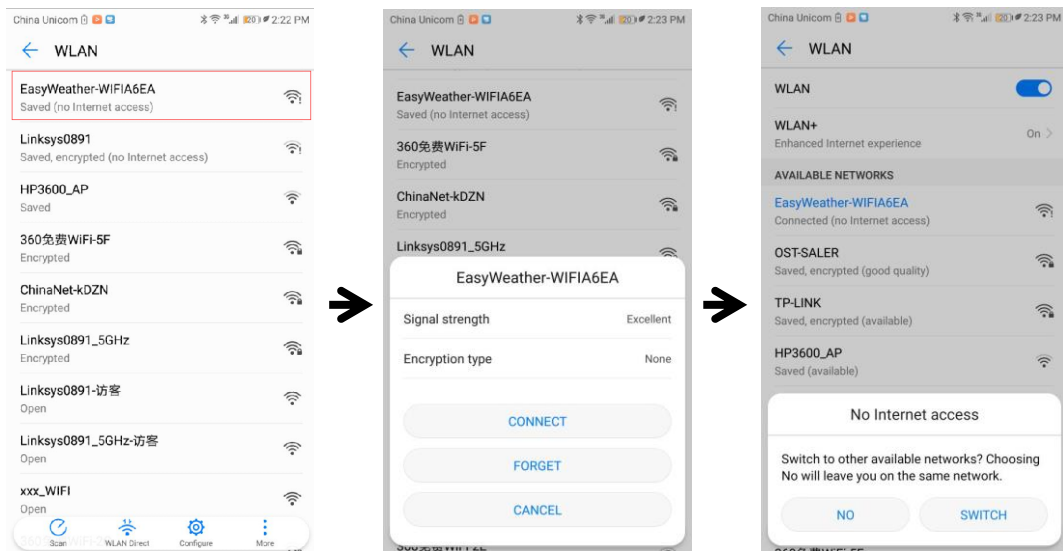 China Unicom 20 2:22 PM
WLAN
EasyWeather-WIFIA6EA
Saved (no Internet access)
Linksys0891
Saved, encrypted (no Internet access)
HP3600_AP
Saved
360免费WiFi-5F
Encrypted
ChinaNet-kDZN
Encrypted
Linksys0891_5GHz
Encrypted
Linksys0891-访客
Open
Linksys0891_5GHz-访客
Open
xxx_WIFI
Open
Scan WLAN Direct Configure More
China Unicom 20 2:23 PM
WLAN
EasyWeather-WIFIA6EA
Saved (no Internet access)
360免费WiFi-5F
Encrypted
ChinaNet-kDZN
Encrypted
Linksys0891_5GHz
EasyWeather-WIFIA6EA
Signal strength Excellent
Encryption type None
CONNECT
FORGET
CANCEL
China Unicom 20 2:23 PM
WLAN
WLAN
WLAN+ On
Enhanced Internet experience
AVAILABLE NETWORKS
EasyWeather-WIFIA6EA
Connected (no Internet access)
OST-SALER
Saved, encrypted (good quality)
TP-LINK
Saved, encrypted (available)
HP3600_AP
Saved (available)
No Internet access
Switch to other available networks? Choosing
No will leave you on the same network.
NO SWITCH